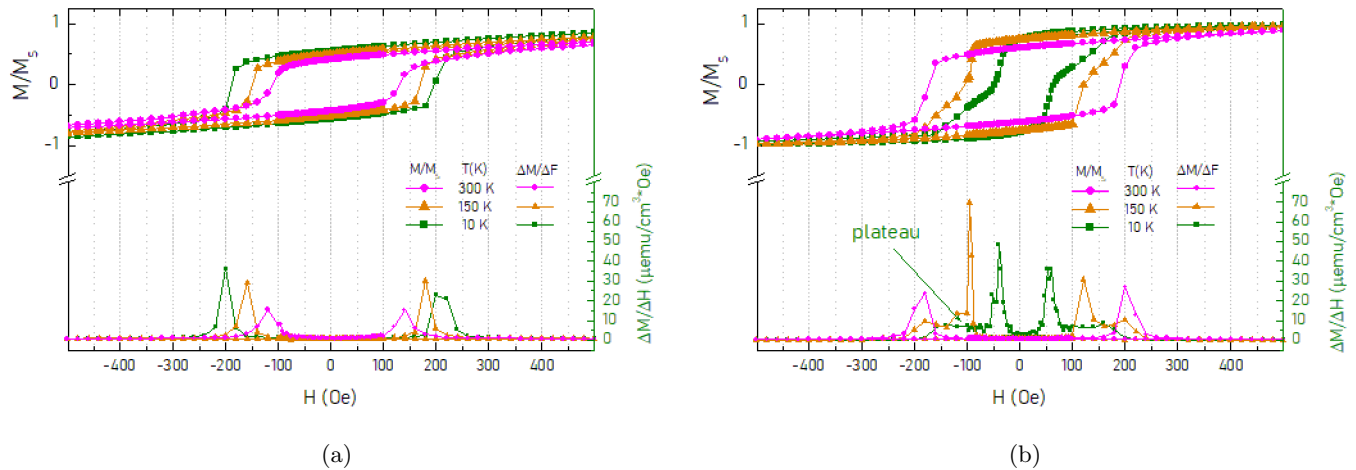 1
0
-1
M/Mₛ
M/Mₛ T(K) ΔM/ΔF
300 K
150 K
10 K
70
60
50
40
30
20
10
0
ΔM/ΔH (μemu/cm³*Oe)
-400 -300 -200 -100 0 100 200 300 400
H (Oe)
(a)
1
0
-1
M/Mₛ
M/Mₛ T(K) ΔM/ΔF
300 K
150 K
10 K
plateau
70
60
50
40
30
20
10
0
ΔM/ΔH (μemu/cm³*Oe)
-400 -300 -200 -100 0 100 200 300 400
H (Oe)
(b)